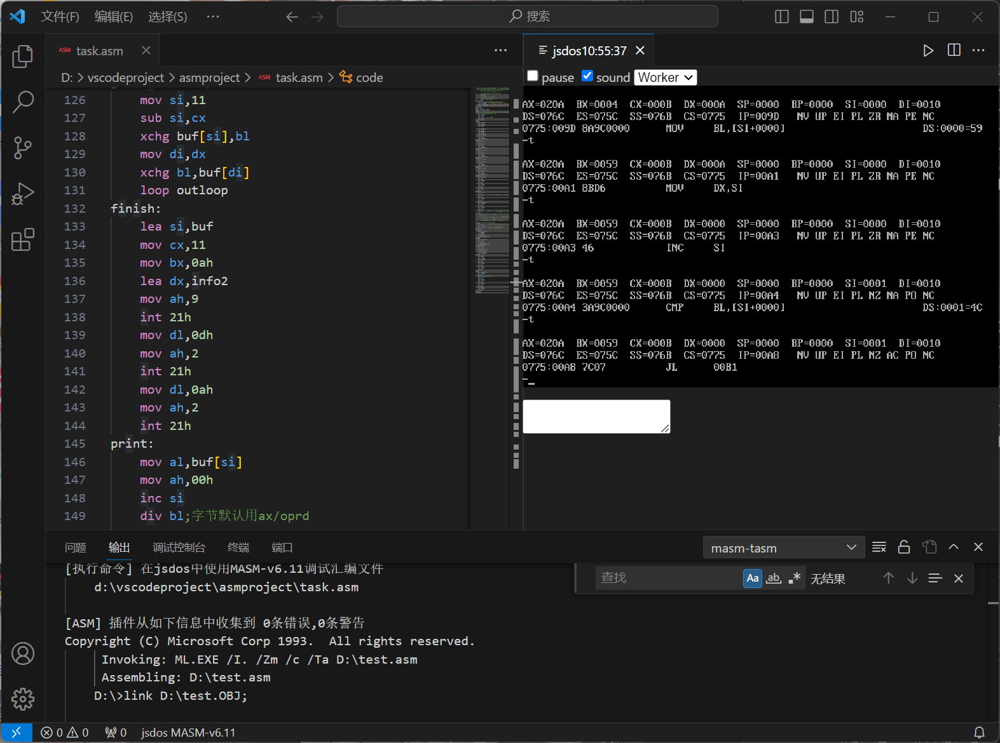 文件(F) 编辑(E) 选择(S) ··· 搜索
ASM task.asm
D: > vscodeproject > asmproject > ASM task.asm > code
126 mov si,11
127 sub si,cx
128 xchg buf[si],bl
129 mov di,dx
130 xchg bl,buf[di]
131 loop outloop
132 finish:
133 lea si,buf
134 mov cx,11
135 mov bx,0ah
136 lea dx,info2
137 mov ah,9
138 int 21h
139 mov dl,0dh
140 mov ah,2
141 int 21h
142 mov dl,0ah
143 mov ah,2
144 int 21h
145 print:
146 mov al,buf[si]
147 mov ah,00h
148 inc si
149 div bl;字节默认用ax/oprd
jsdos10:55:37
pause sound Worker
AX=020A BX=0004 CX=000B DX=000A SP=0000 BP=0000 SI=0000 DI=0010
DS=076C ES=075C SS=076B CS=0775 IP=009D NV UP EI PL ZR NA PE NC
0775:009D 8A9C0000 MOV BL,[SI+0000] DS:0000=59
-t
AX=020A BX=0059 CX=000B DX=000A SP=0000 BP=0000 SI=0000 DI=0010
DS=076C ES=075C SS=076B CS=0775 IP=00A1 NV UP EI PL ZR NA PE NC
0775:00A1 8BD6 MOV DX,SI
-t
AX=020A BX=0059 CX=000B DX=0000 SP=0000 BP=0000 SI=0000 DI=0010
DS=076C ES=075C SS=076B CS=0775 IP=00A3 NV UP EI PL ZR NA PE NC
0775:00A3 46 INC SI
-t
AX=020A BX=0059 CX=000B DX=0000 SP=0000 BP=0000 SI=0001 DI=0010
DS=076C ES=075C SS=076B CS=0775 IP=00A4 NV UP EI PL NZ NA PO NC
0775:00A4 3A9C0000 CMP BL,[SI+0000] DS:0001=4C
-t
AX=020A BX=0059 CX=000B DX=0000 SP=0000 BP=0000 SI=0001 DI=0010
DS=076C ES=075C SS=076B CS=0775 IP=00A8 NV UP EI PL NZ AC PO NC
0775:00A8 7C07 JL 00B1
-_
问题 输出 调试控制台 终端 端口 masm-tasm
[执行命令] 在jsdos中使用MASM-v6.11调试汇编文件
d:\vscodeproject\asmproject\task.asm
查找 Aa ab .* 无结果
[ASM] 插件从如下信息中收集到 0条错误,0条警告
Copyright (C) Microsoft Corp 1993. All rights reserved.
Invoking: ML.EXE /I. /Zm /c /Ta D:\test.asm
Assembling: D:\test.asm
D:\>link D:\test.OBJ;
0 0 0 jsdos MASM-v6.11